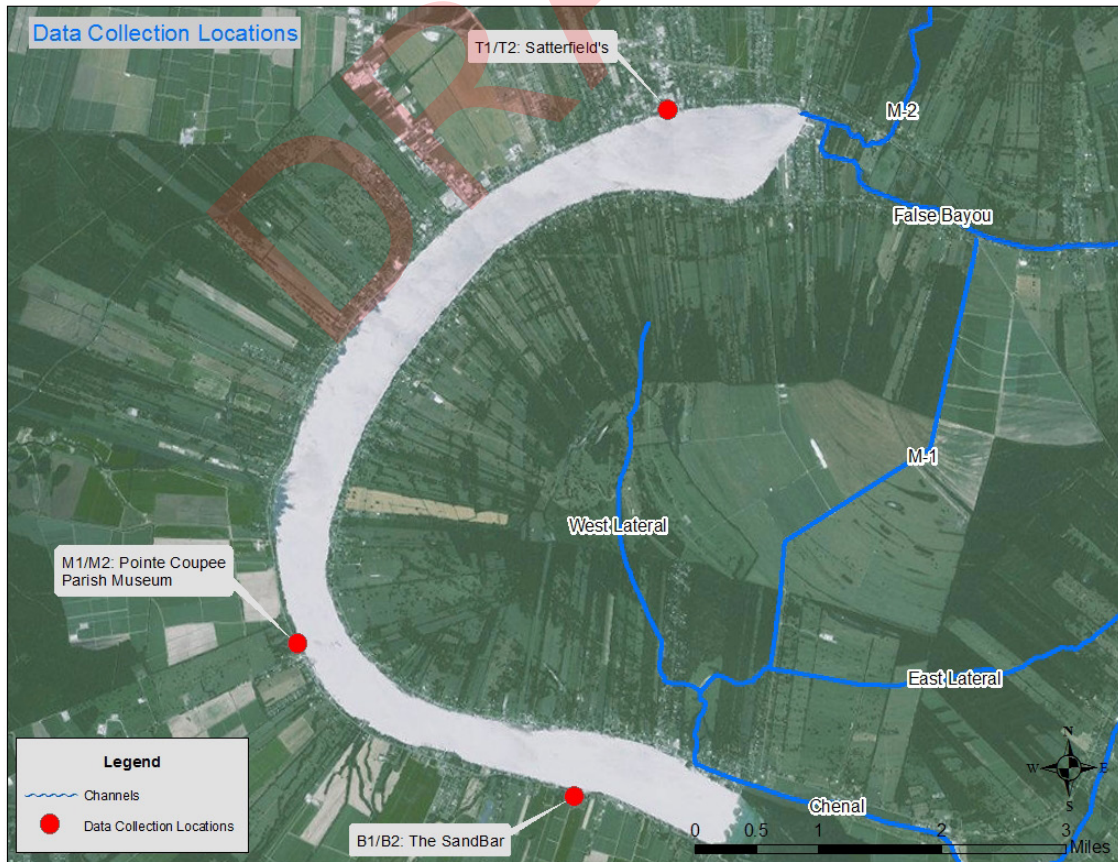 Data Collection Locations
T1/T2: Satterfield's
M-2
False Bayou
M-1
West Lateral
M1/M2: Pointe Coupee
Parish Museum
East Lateral
Legend
Channels
Data Collection Locations
B1/B2: The SandBar
Chenal
N
W E
S
0 0.5 1 2 3
Miles